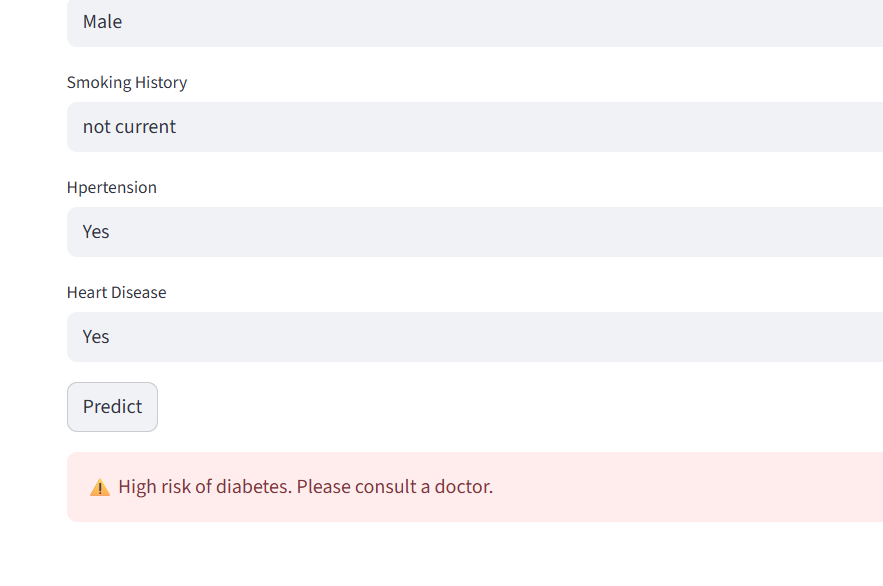 Male
Smoking History
not current
Hpertension
Yes
Heart Disease
Yes
Predict
⚠️ High risk of diabetes. Please consult a doctor.